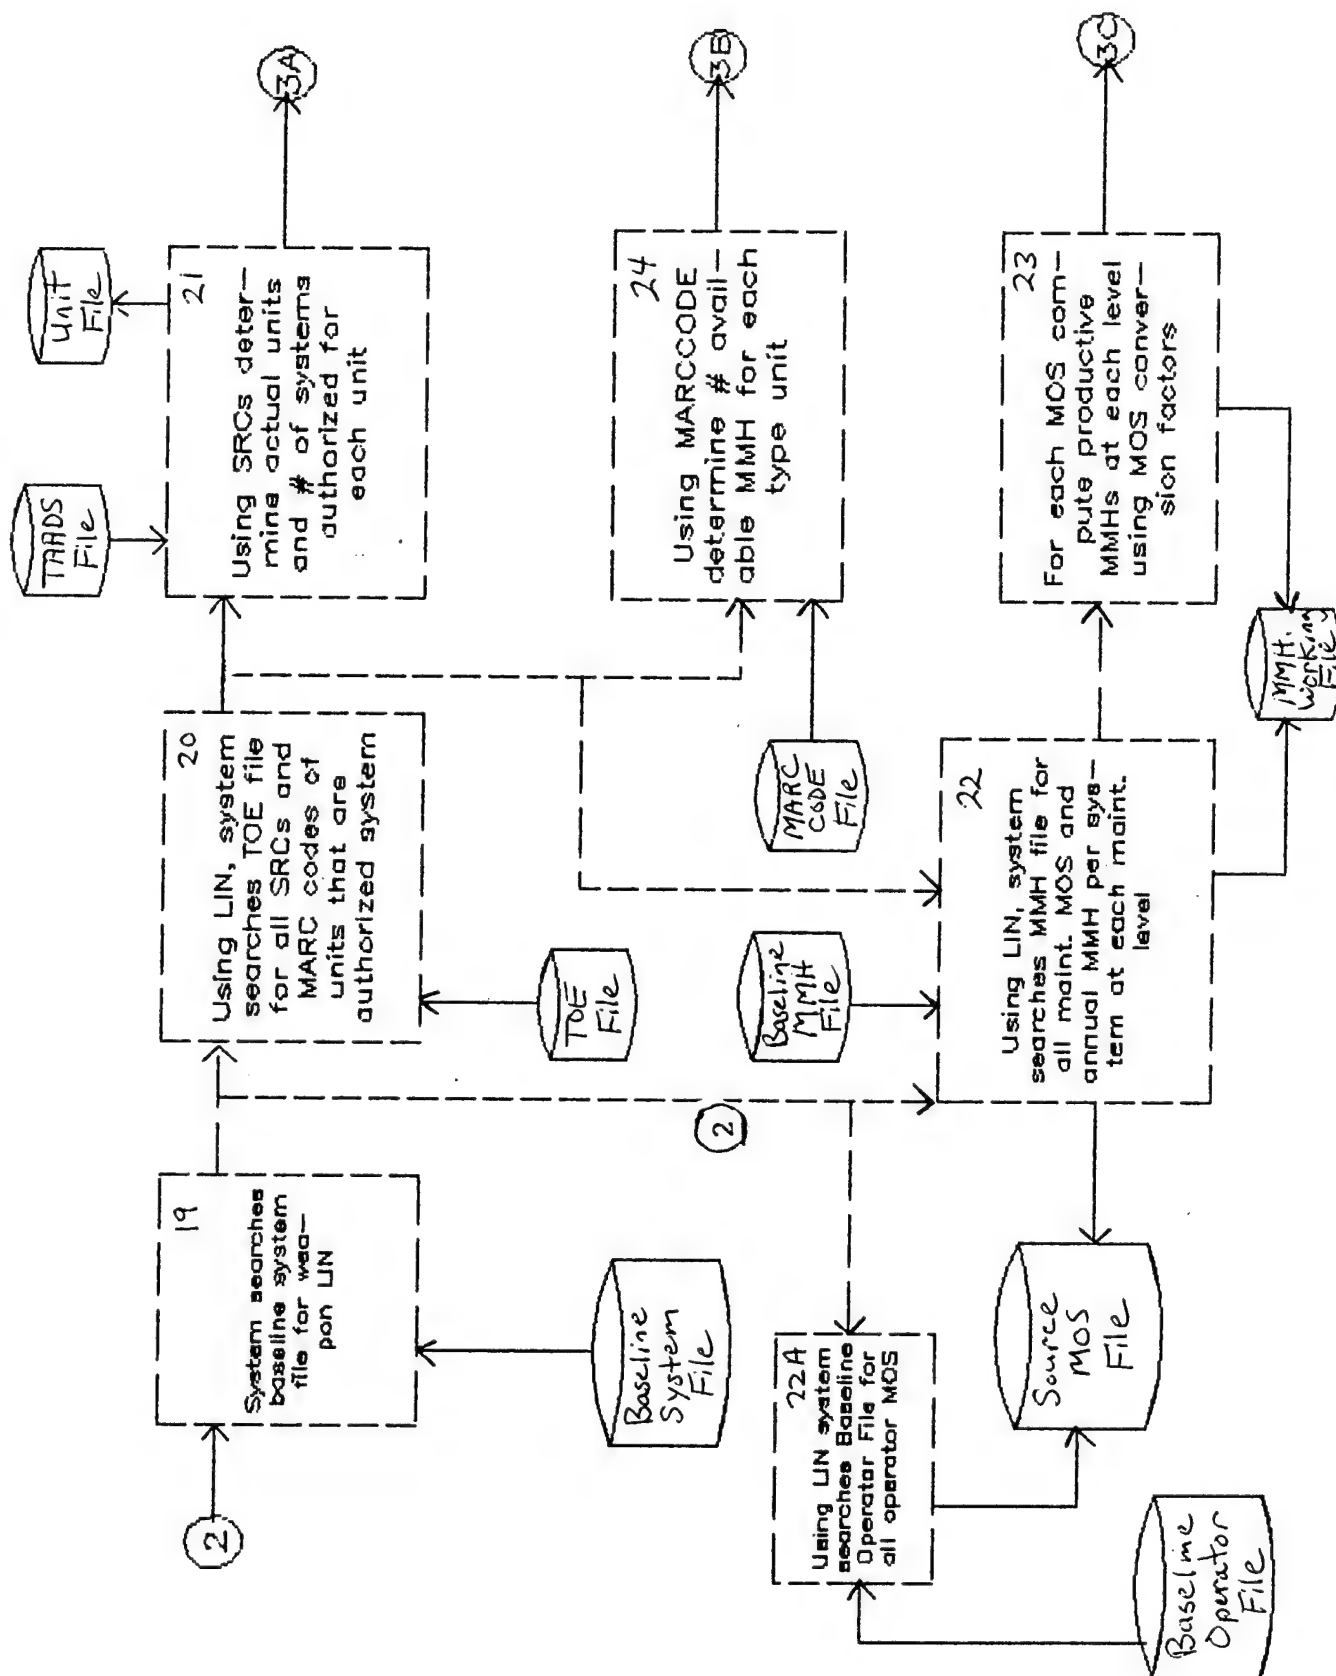 2
19
System searches
baseline system
file for wea—
pon LIN
Baseline
System
File
20
Using LIN, system
searches TOE file
for all SRCs and
MARC codes of
units that are
authorized system
TOE
File
TAADS
File
Unit
File
21
Using SRCs deter—
mine actual units
and # of systems
authorized for
each unit
3A
24
Using MARCCODE
determine # avail—
able MMH for each
type unit
3B
MARC
CODE
File
2
22A
Using LIN system
searches Baseline
Operator File for
all operator MOS
Baseline
Operator
File
Source
MOS
File
Baseline
MMH
File
22
Using LIN, system
searches MMH file for
all maint. MOS and
annual MMH per sys—
tem at each maint.
level
23
For each MOS com—
pute productive
MMHs at each level
using MOS conver—
sion factors
3C
MMH.
Working
File